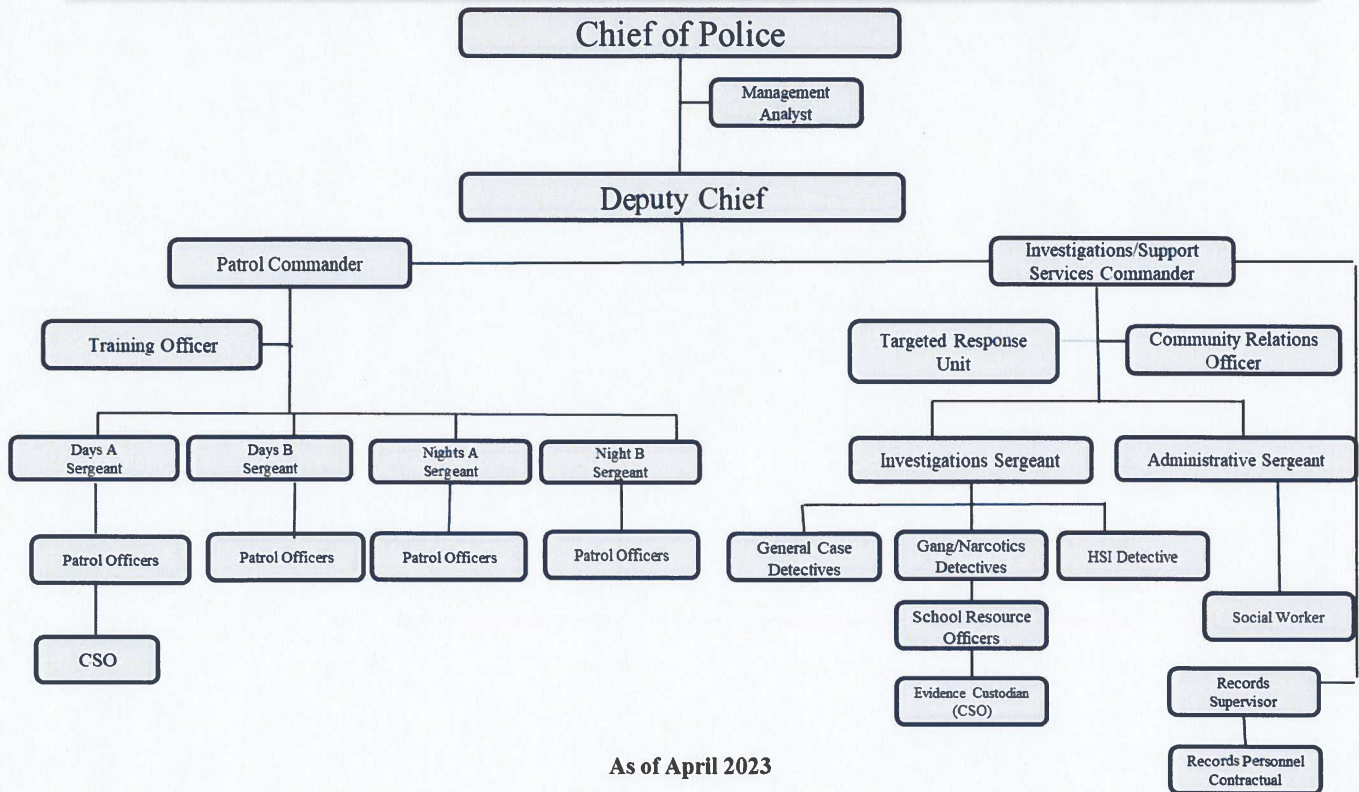 Chief of Police
Management
Analyst
Deputy Chief
Patrol Commander
Investigations/Support
Services Commander
Training Officer
Targeted Response
Unit
Community Relations
Officer
Days A
Sergeant
Days B
Sergeant
Nights A
Sergeant
Night B
Sergeant
Investigations Sergeant
Administrative Sergeant
Patrol Officers
Patrol Officers
Patrol Officers
Patrol Officers
General Case
Detectives
Gang/Narcotics
Detectives
HSI Detective
CSO
School Resource
Officers
Social Worker
Evidence Custodian
(CSO)
Records
Supervisor
Records Personnel
Contractual
As of April 2023